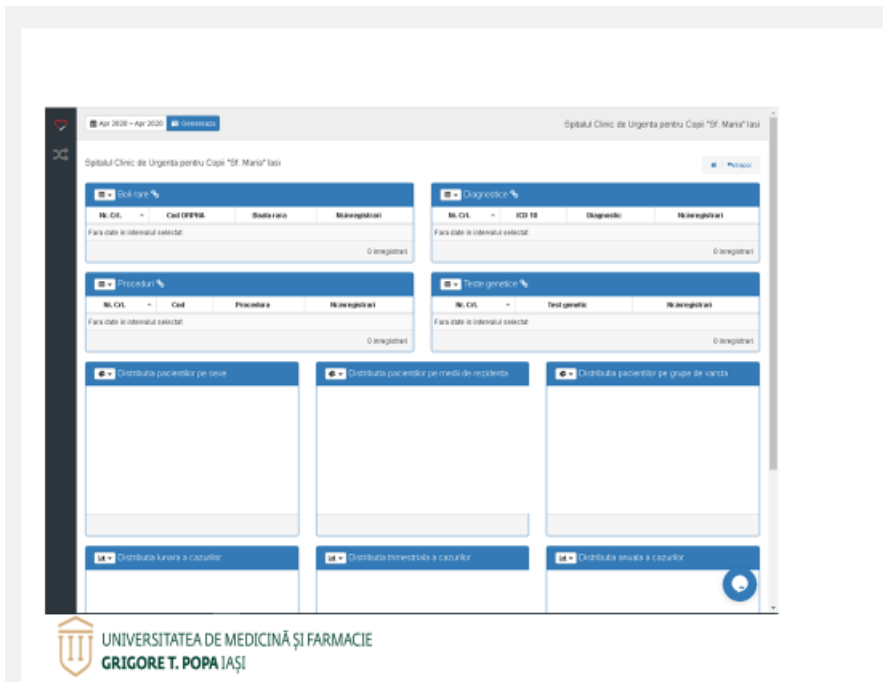 Apr 2020 – Apr 2020 Genereaza
Spitalul Clinic de Urgenta pentru Copii "Sf. Maria" Iasi
Spitalul Clinic de Urgenta pentru Copii "Sf. Maria" Iasi
/ Inapoi
Boli rare
Nr. Crt. Cod ORPHA Boala rara Nr.inregistrari
Fara date in intervalul selectat
0 inregistrari
Diagnostice
Nr. Crt. ICD 10 Diagnostic Nr.inregistrari
Fara date in intervalul selectat
0 inregistrari
Proceduri
Nr. Crt. Cod Procedura Nr.inregistrari
Fara date in intervalul selectat
0 inregistrari
Teste genetice
Nr. Crt. Test genetic Nr.inregistrari
Fara date in intervalul selectat
0 inregistrari
Distributia pacientilor pe sexe
Distributia pacientilor pe medii de rezidenta
Distributia pacientilor pe grupe de varsta
Distributia lunara a cazurilor
Distributia trimestriala a cazurilor
Distributia anuala a cazurilor
UNIVERSITATEA DE MEDICINĂ ȘI FARMACIE
GRIGORE T. POPA IAȘI